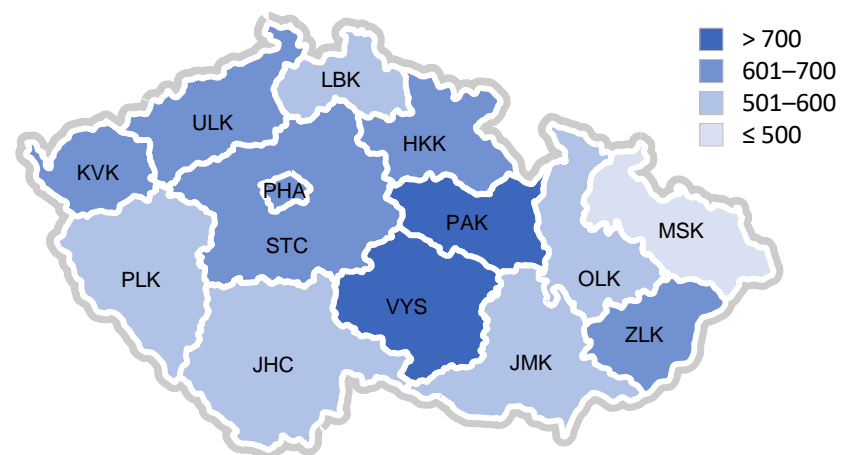 > 700
601–700
501–600
≤ 500
LBK
ULK
HKK
KVK
PHA
PAK
MSK
STC
PLK
OLK
VYS
ZLK
JHC
JMK